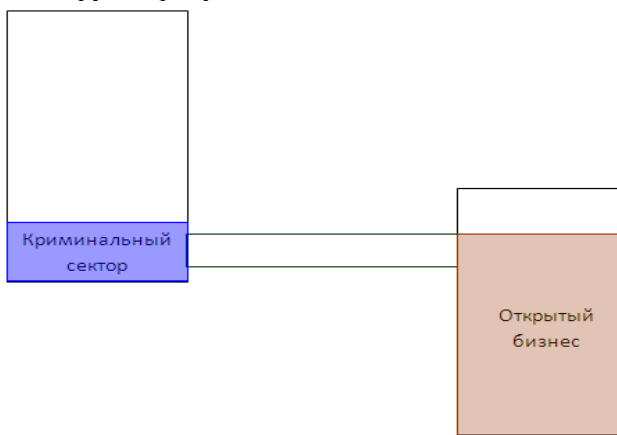 Криминальный
сектор
Открытый
бизнес